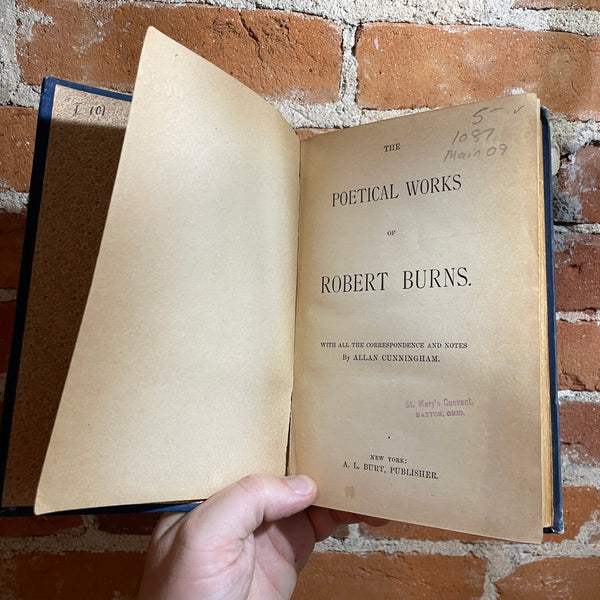 I 101
5-
1087
Main 09
THE
POETICAL WORKS
OF
ROBERT BURNS.
WITH ALL THE CORRESPONDENCE AND NOTES
By ALLAN CUNNINGHAM.
St. Mary's Convent,
DAYTON, OHIO.
NEW YORK:
A. L. BURT, PUBLISHER.